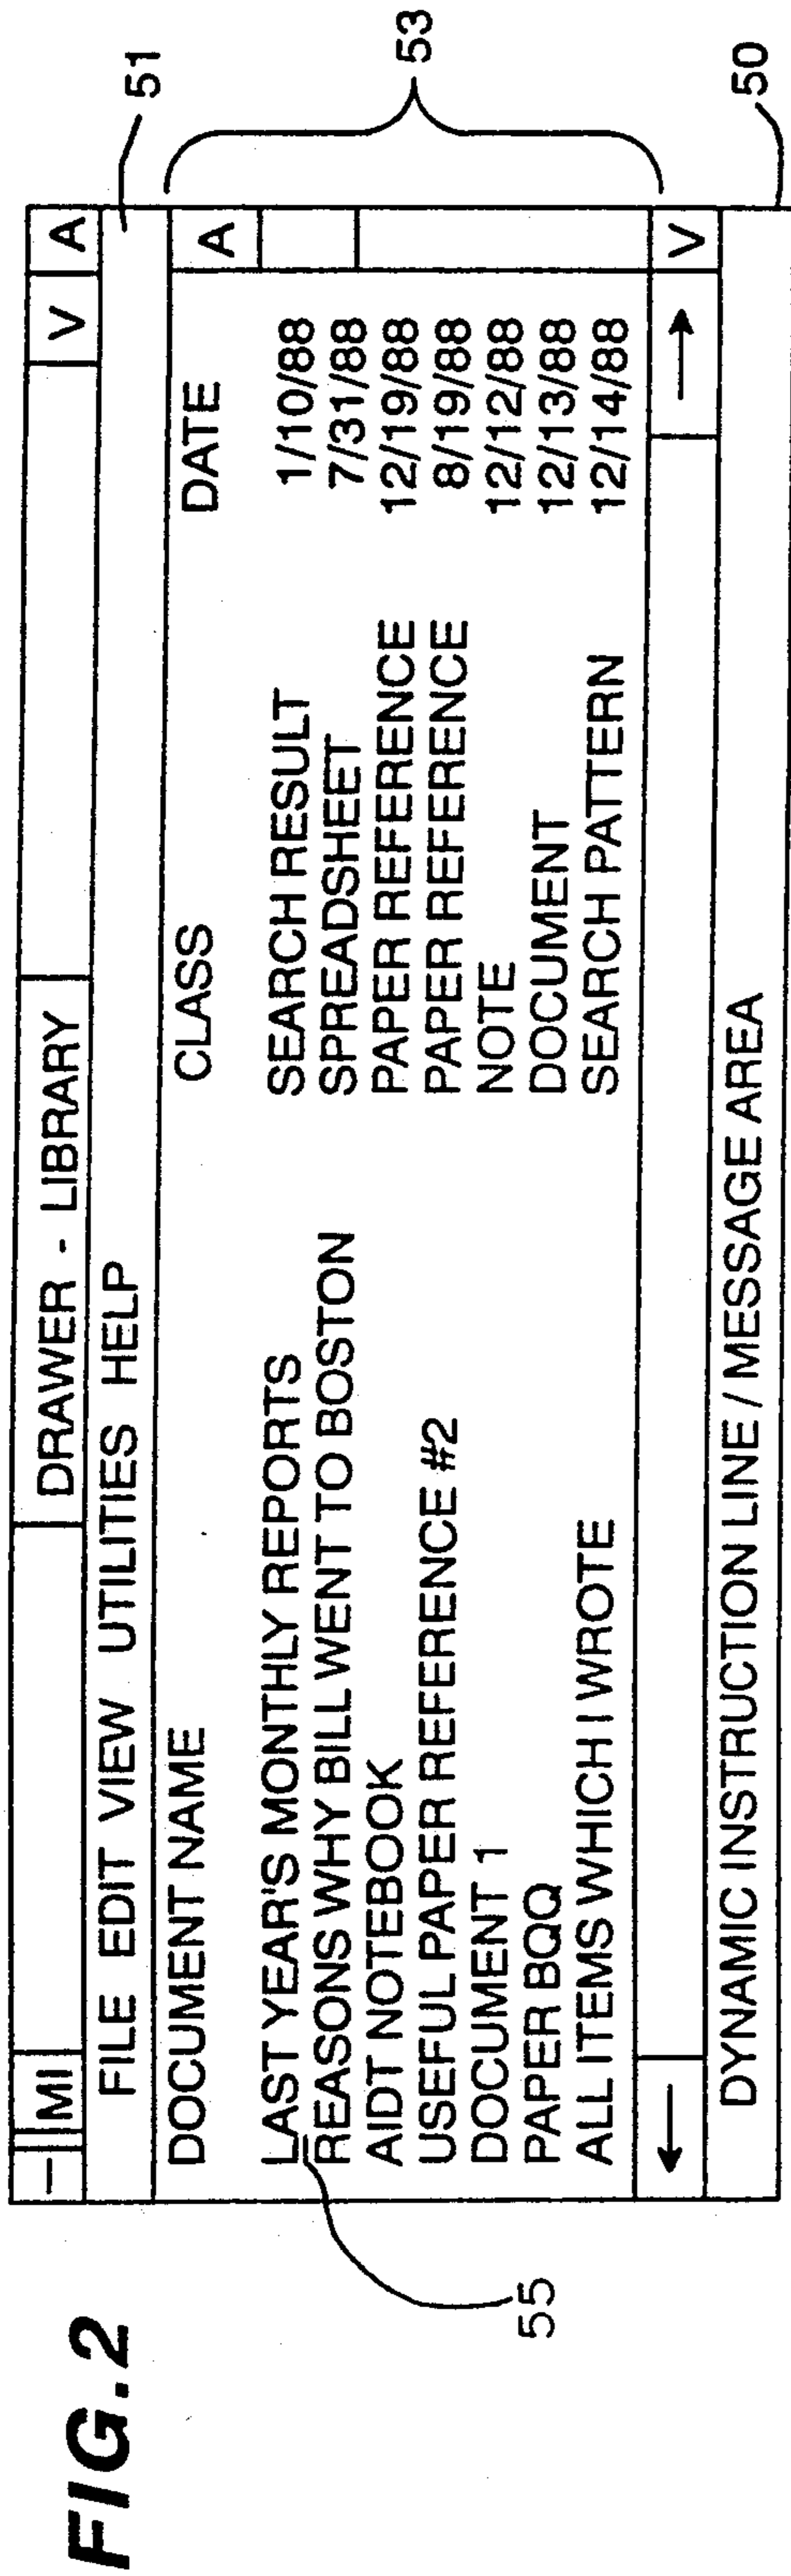 FIG.2
— MI DRAWER - LIBRARY V A
FILE EDIT VIEW UTILITIES HELP
51
DOCUMENT NAME CLASS DATE
A
LAST YEAR'S MONTHLY REPORTS SEARCH RESULT 1/10/88
REASONS WHY BILL WENT TO BOSTON SPREADSHEET 7/31/88
AIDT NOTEBOOK PAPER REFERENCE 12/19/88
USEFUL PAPER REFERENCE #2 PAPER REFERENCE 8/19/88
DOCUMENT 1 NOTE 12/12/88
PAPER BQQ DOCUMENT 12/13/88
ALL ITEMS WHICH I WROTE SEARCH PATTERN 12/14/88
53
55
← → V
DYNAMIC INSTRUCTION LINE / MESSAGE AREA
50